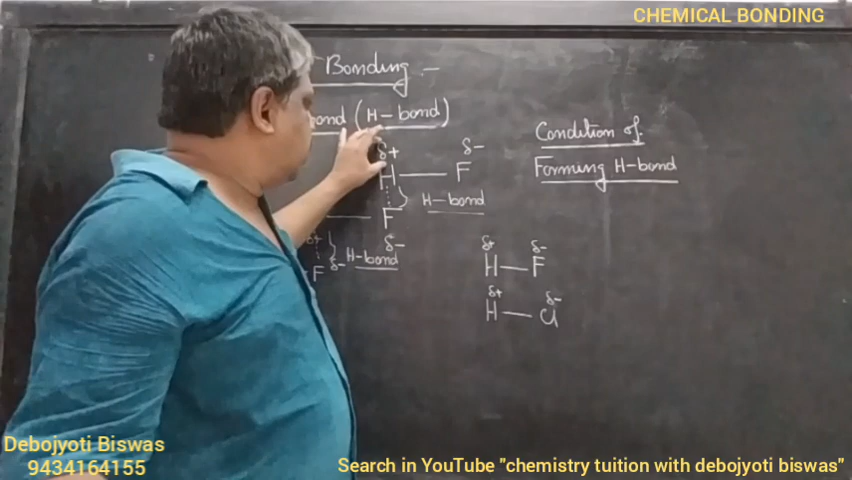 CHEMICAL BONDING
Bonding :-
bond (H-bond)
δ+ δ-
H — F
H-bond
— F
δ-
δ+
F δ- H-bond
Condition of
Forming H-bond
δ+ δ-
H — F
δ+ δ-
H — Cl
Debojyoti Biswas
9434164155
Search in YouTube "chemistry tuition with debojyoti biswas"